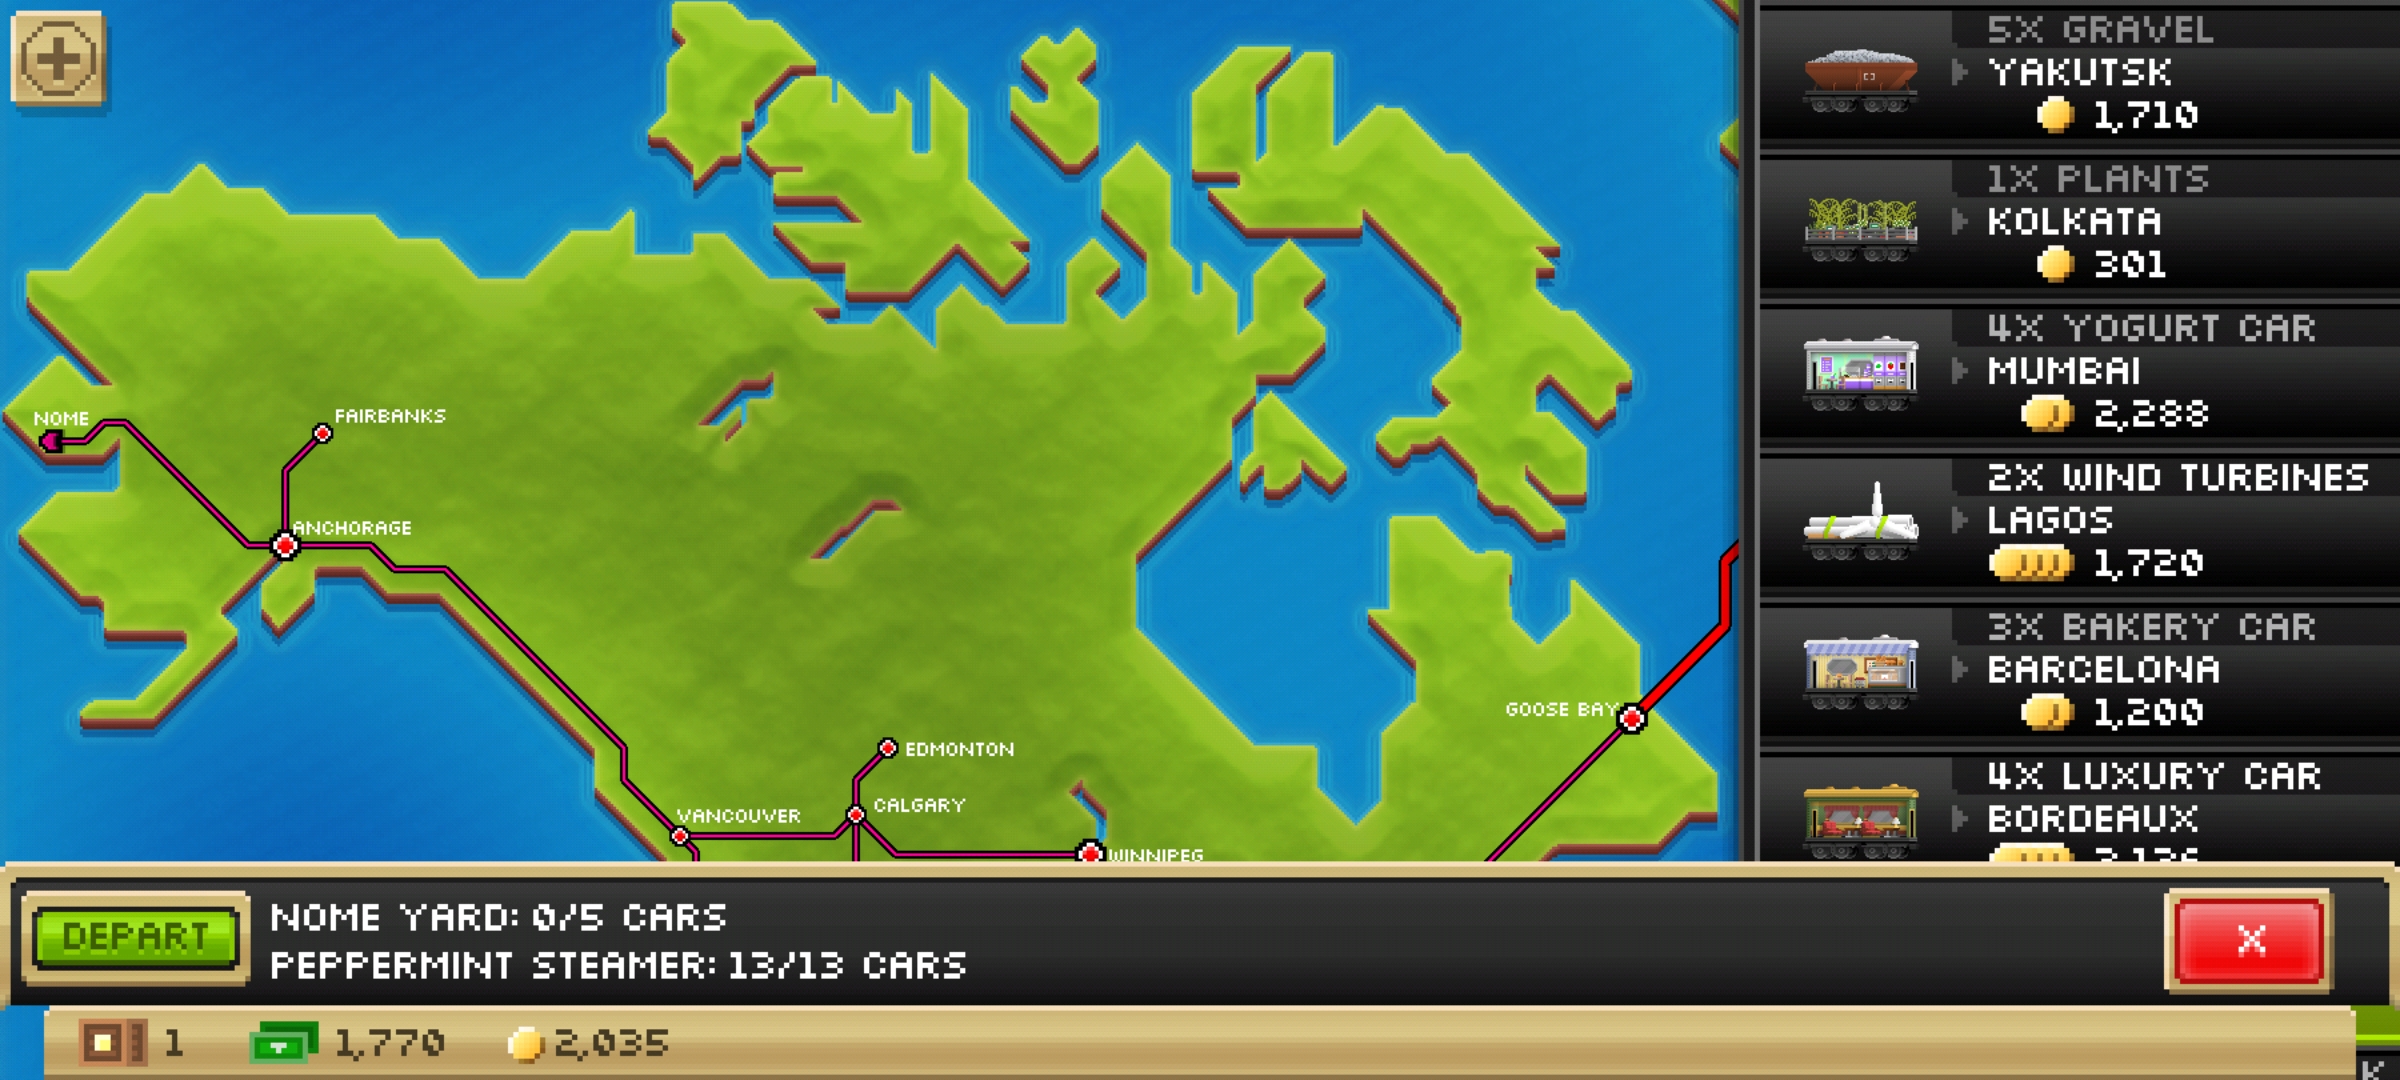 5X GRAVEL
YAKUTSK
1,710
1X PLANTS
KOLKATA
301
4X YOGURT CAR
MUMBAI
2,288
2X WIND TURBINES
LAGOS
1,720
3X BAKERY CAR
BARCELONA
1,200
4X LUXURY CAR
BORDEAUX
NOME
FAIRBANKS
ANCHORAGE
EDMONTON
CALGARY
VANCOUVER
WINNIPEG
GOOSE BAY
DEPART
NOME YARD: 0/5 CARS
PEPPERMINT STEAMER: 13/13 CARS
X
1
1,770
2,035